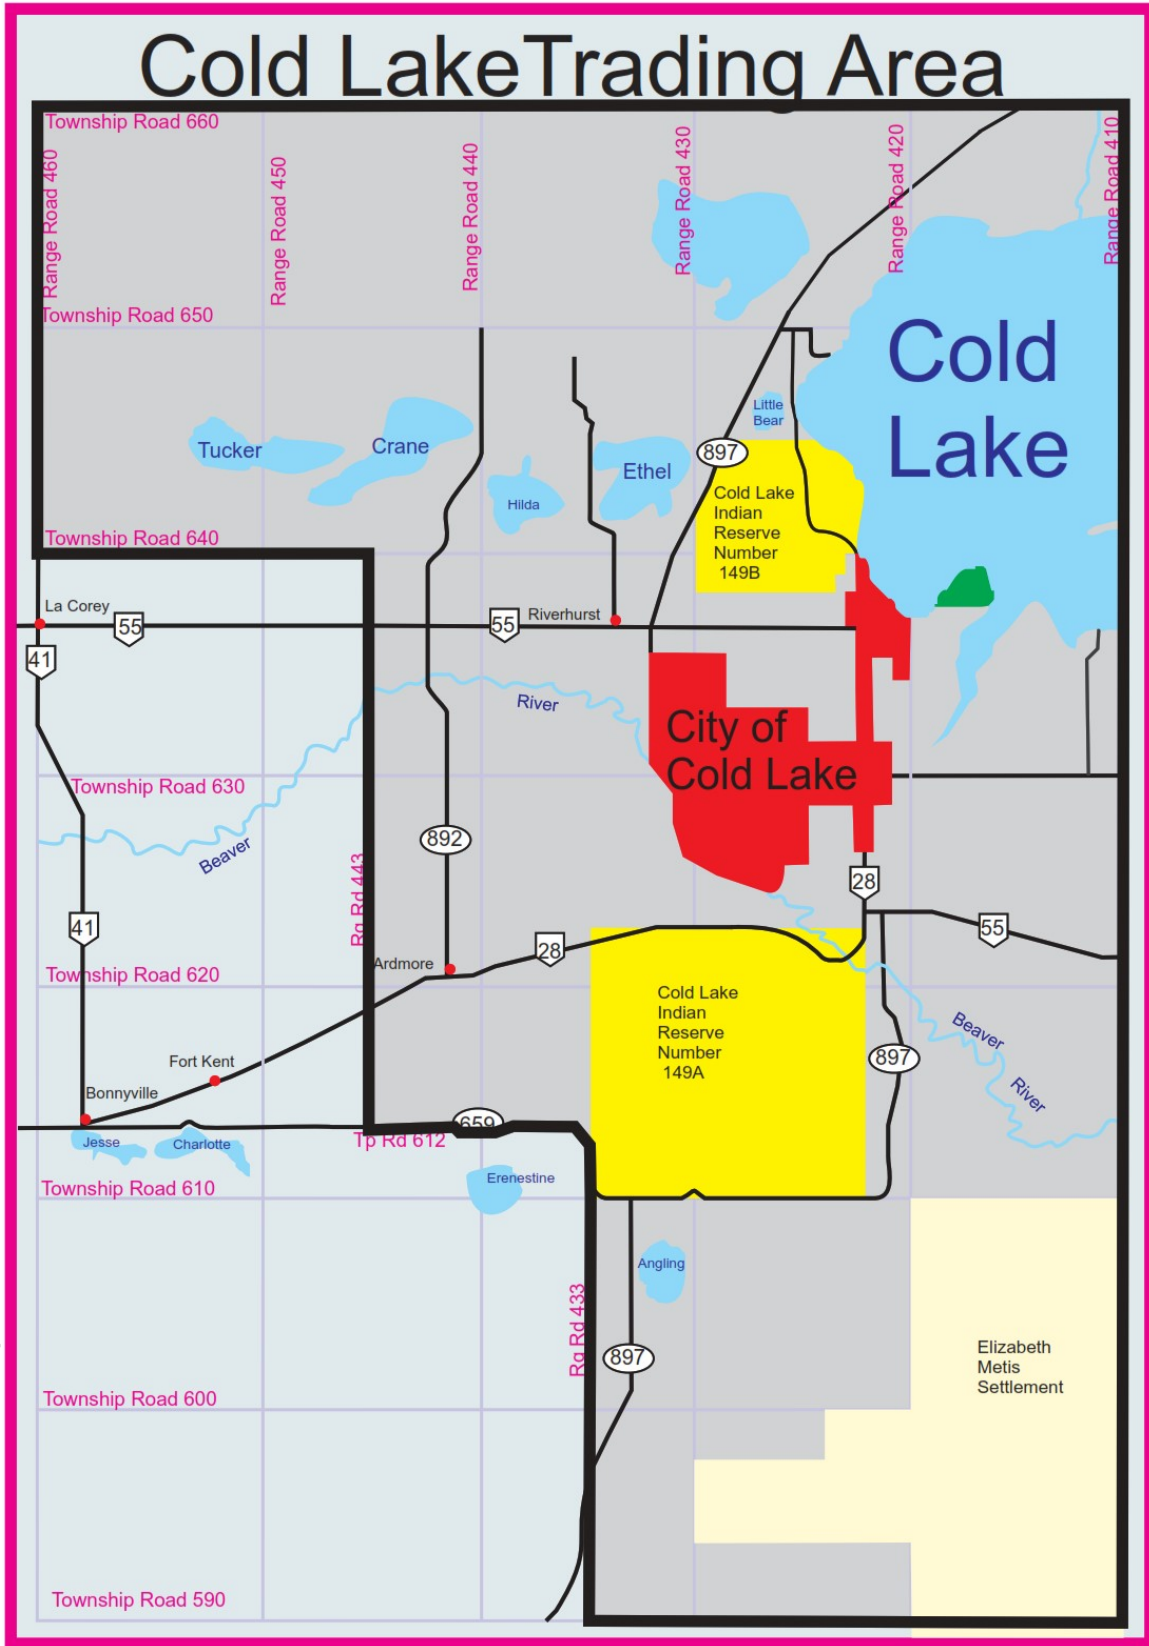 Cold LakeTrading Area
Township Road 660
Range Road 460
Range Road 450
Range Road 440
Range Road 430
Range Road 420
Range Road 410
Township Road 650
Cold
Lake
Little
Bear
Tucker
Crane
Hilda
Ethel
897
Cold Lake
Indian
Reserve
Number
149B
Township Road 640
La Corey
55
41
55
Riverhurst
River
City of
Cold Lake
Township Road 630
Beaver
892
Rg Rd 443
28
41
28
55
Ardmore
Township Road 620
Cold Lake
Indian
Reserve
Number
149A
Beaver
River
897
Fort Kent
Bonnyville
659
Jesse
Charlotte
Tp Rd 612
Township Road 610
Erenestine
Angling
Rg Rd 433
897
Elizabeth
Metis
Settlement
Township Road 600
Township Road 590